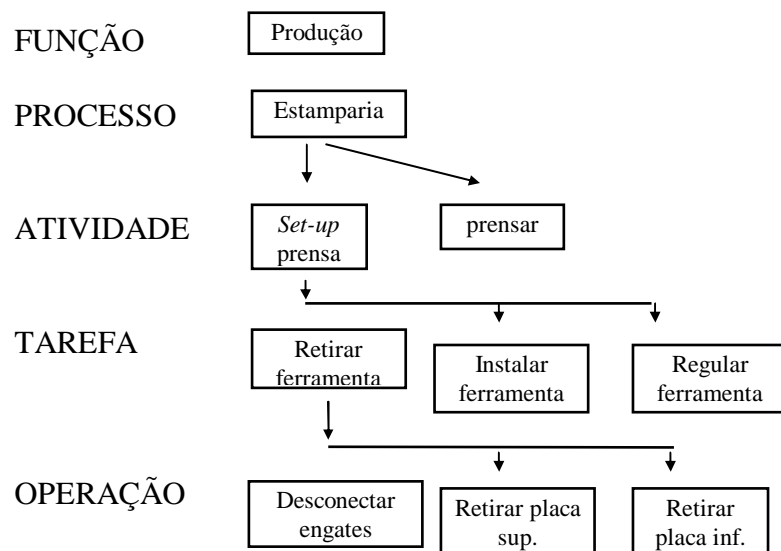 FUNÇÃO
Produção
PROCESSO
Estamparia
ATIVIDADE
Set-up
prensa
prensar
TAREFA
Retirar
ferramenta
Instalar
ferramenta
Regular
ferramenta
OPERAÇÃO
Desconectar
engates
Retirar placa
sup.
Retirar
placa inf.